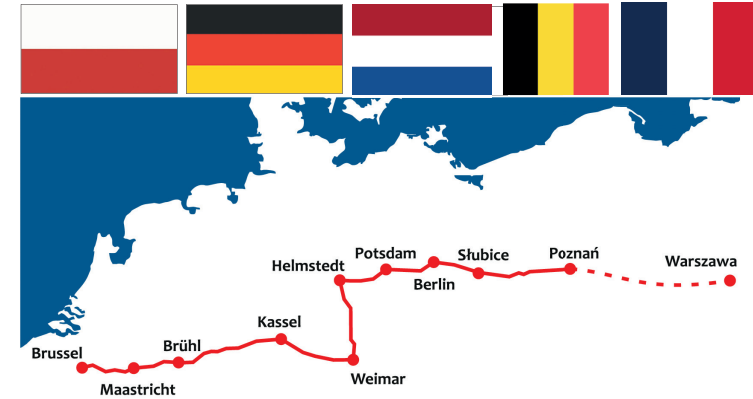 Potsdam
Słubice
Poznań
Warszawa
Helmstedt
Berlin
Kassel
Brühl
Brussel
Weimar
Maastricht